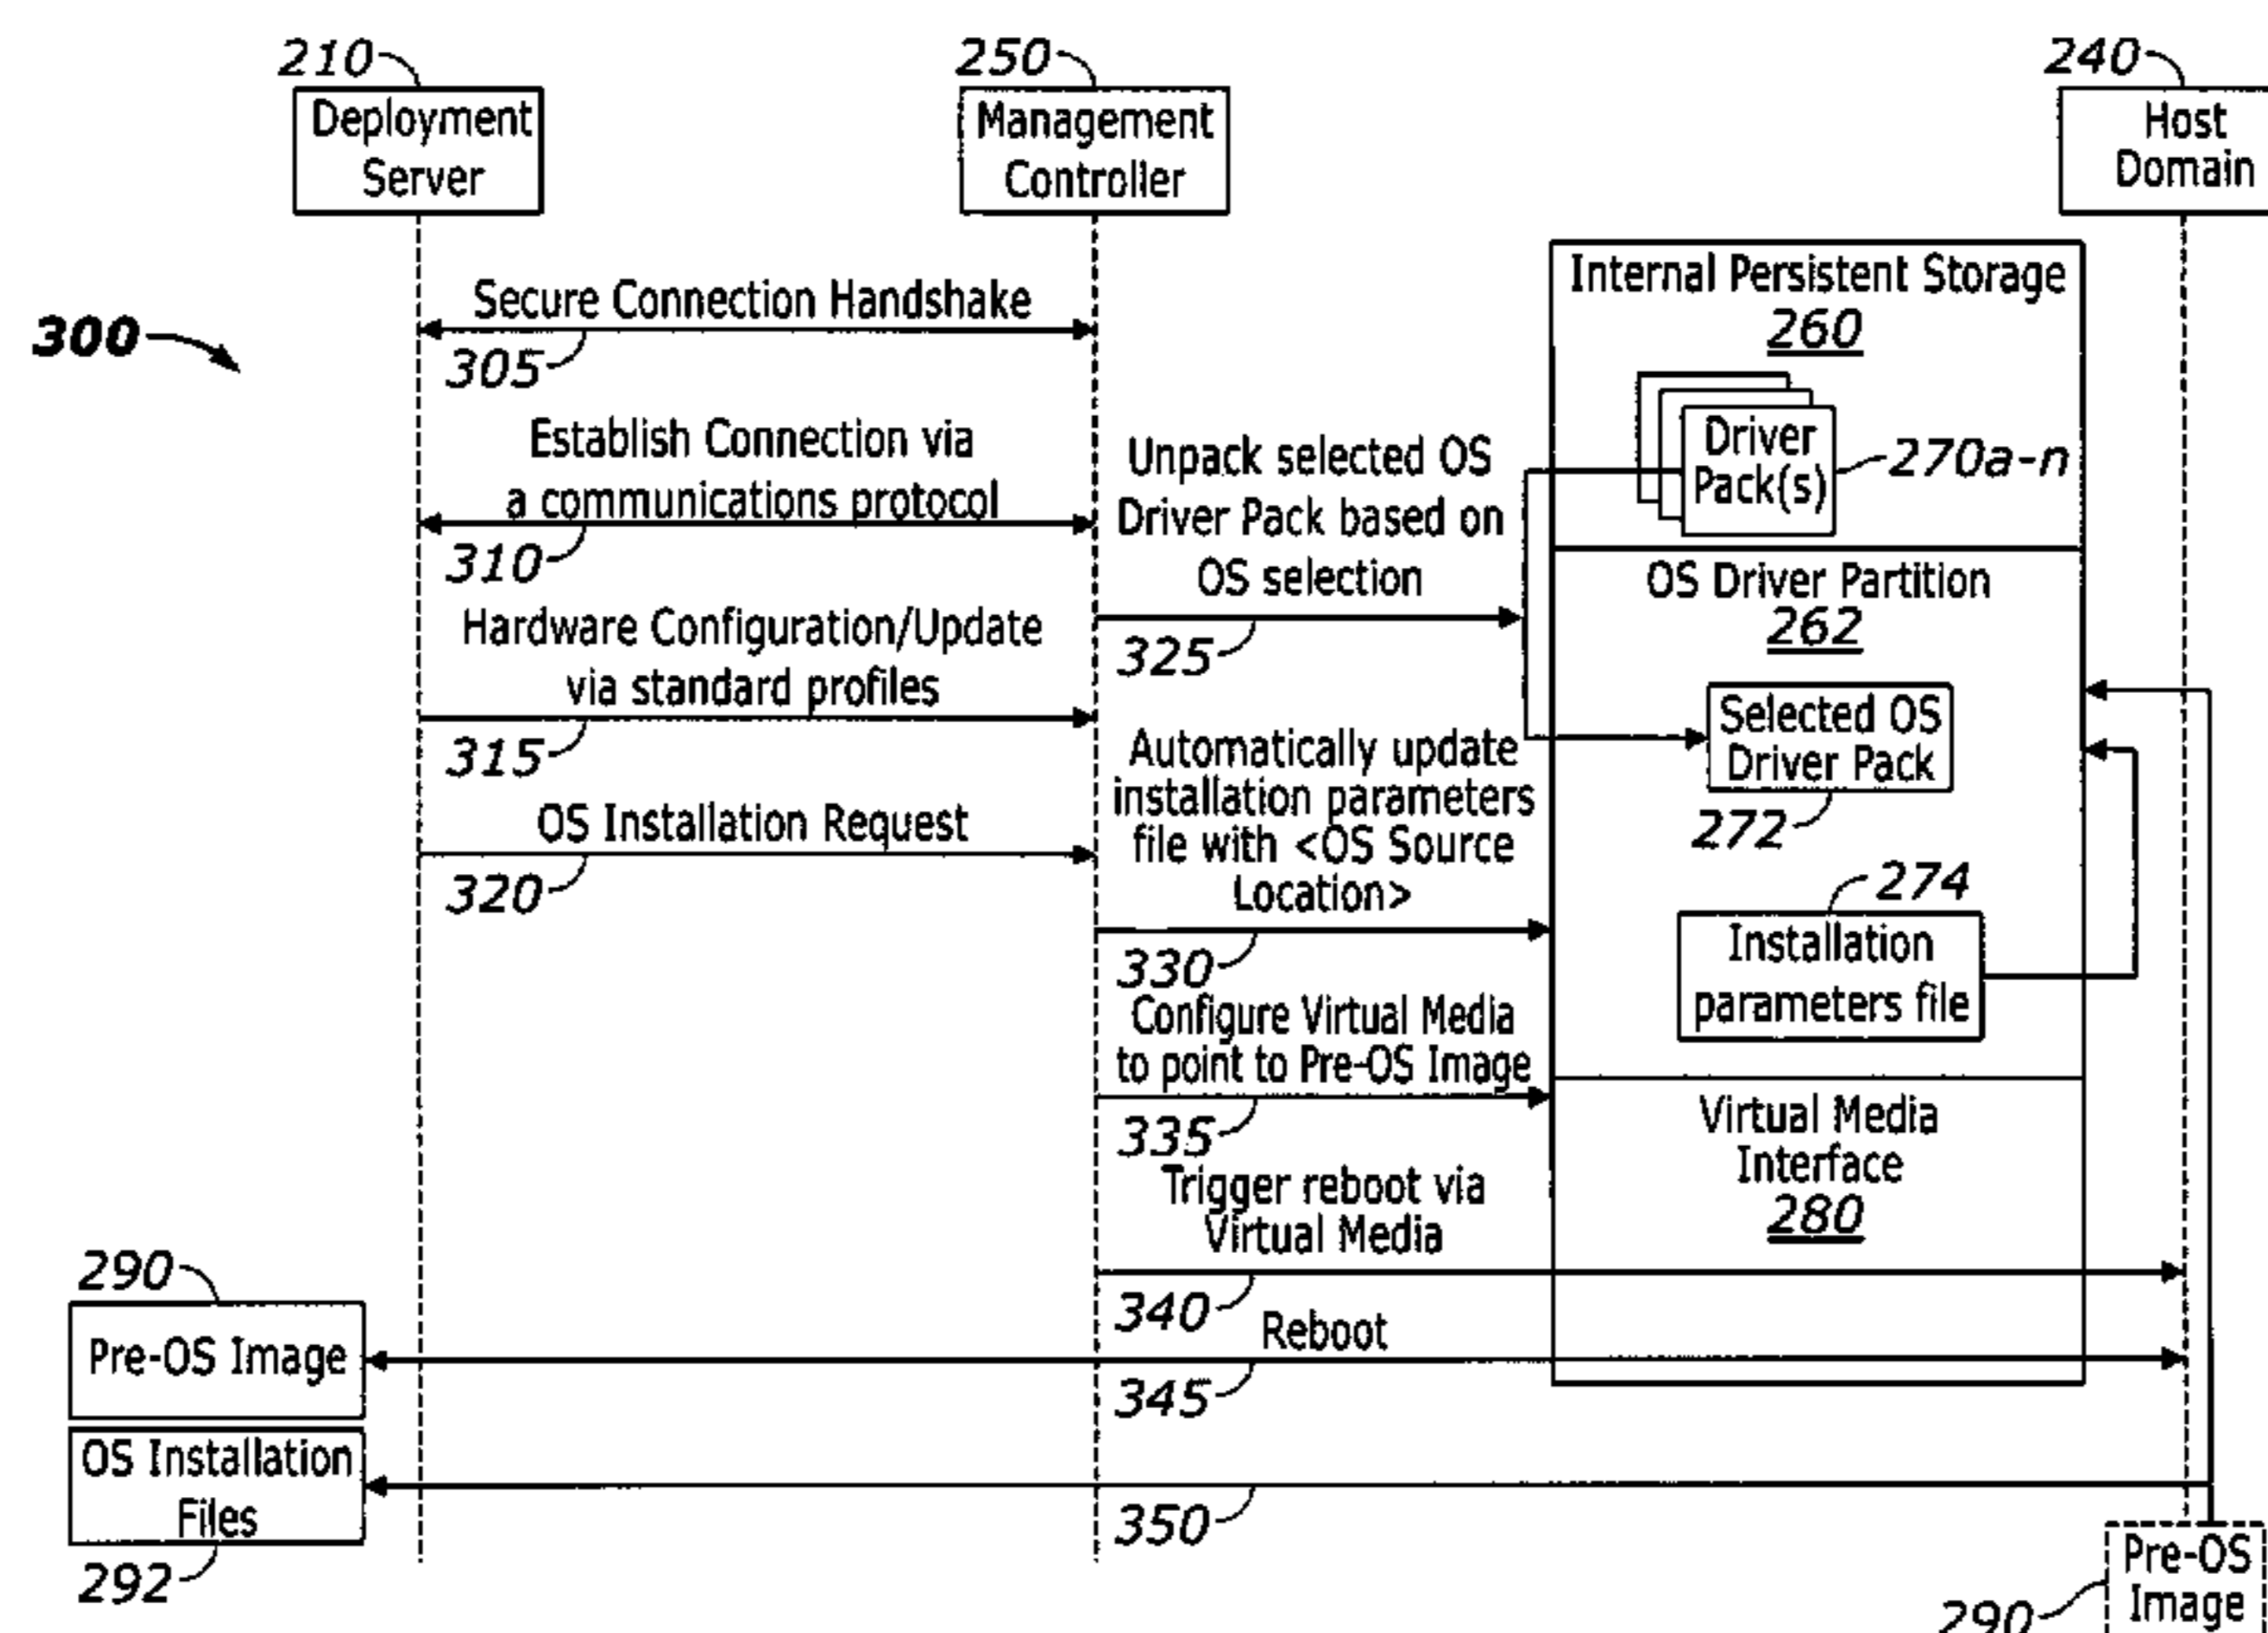 210
250
240
Deployment
Server
Management
Controller
Host
Domain
300
Secure Connection Handshake
305
Establish Connection via
a communications protocol
310
Hardware Configuration/Update
via standard profiles
315
OS Installation Request
320
Unpack selected OS
Driver Pack based on
OS selection
325
Automatically update
installation parameters
file with <OS Source
Location>
330
Configure Virtual Media
to point to Pre-OS Image
335
Trigger reboot via
Virtual Media
340
Reboot
345
350
Internal Persistent Storage
260
Driver
Pack(s)
270a-n
OS Driver Partition
262
Selected OS
Driver Pack
272
274
Installation
parameters file
Virtual Media
Interface
280
290
Pre-OS Image
OS Installation
Files
292
Pre-OS
Image
290